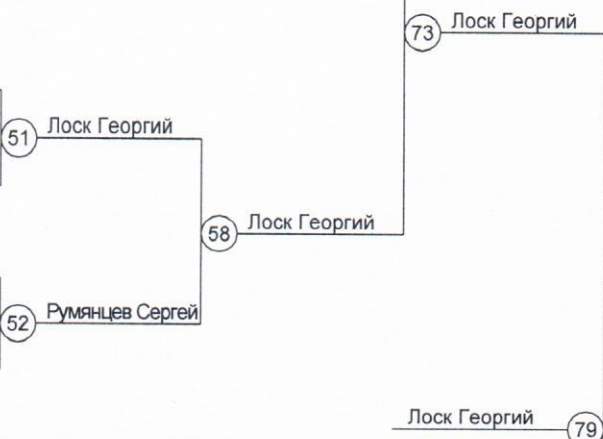 73 Лоск Георгий
51 Лоск Георгий
58 Лоск Георгий
52 Румянцев Сергей
Лоск Георгий 79